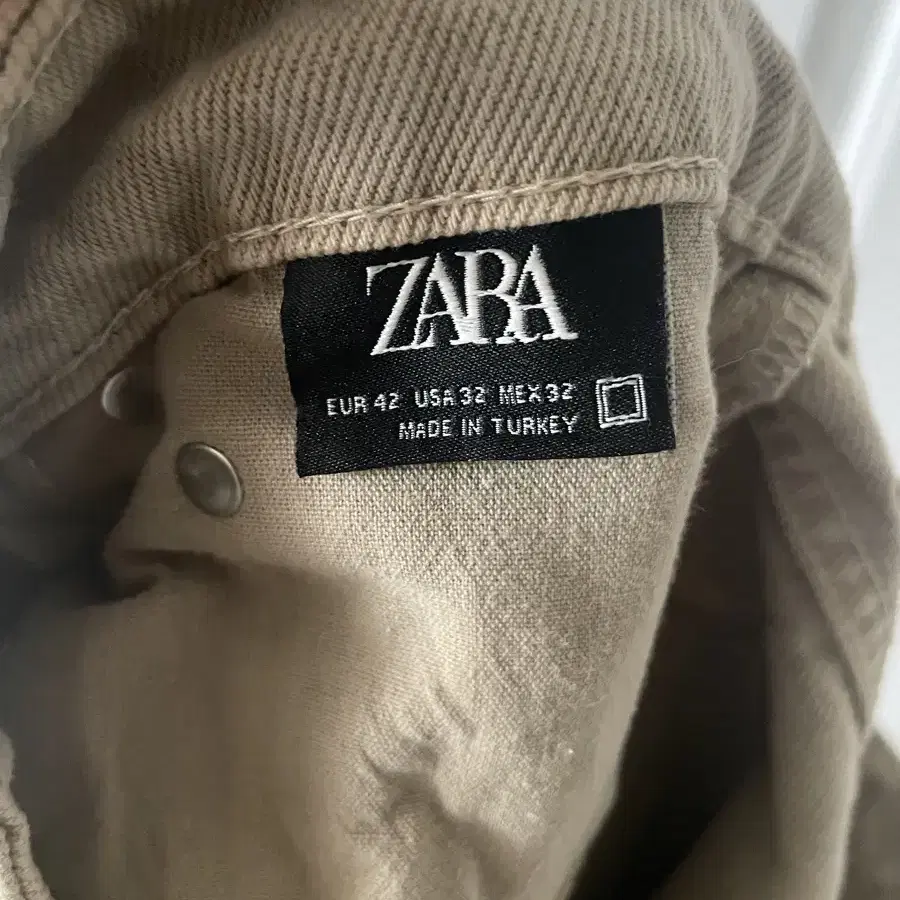 ZARA
EUR 42 USA 32 MEX 32
MADE IN TURKEY